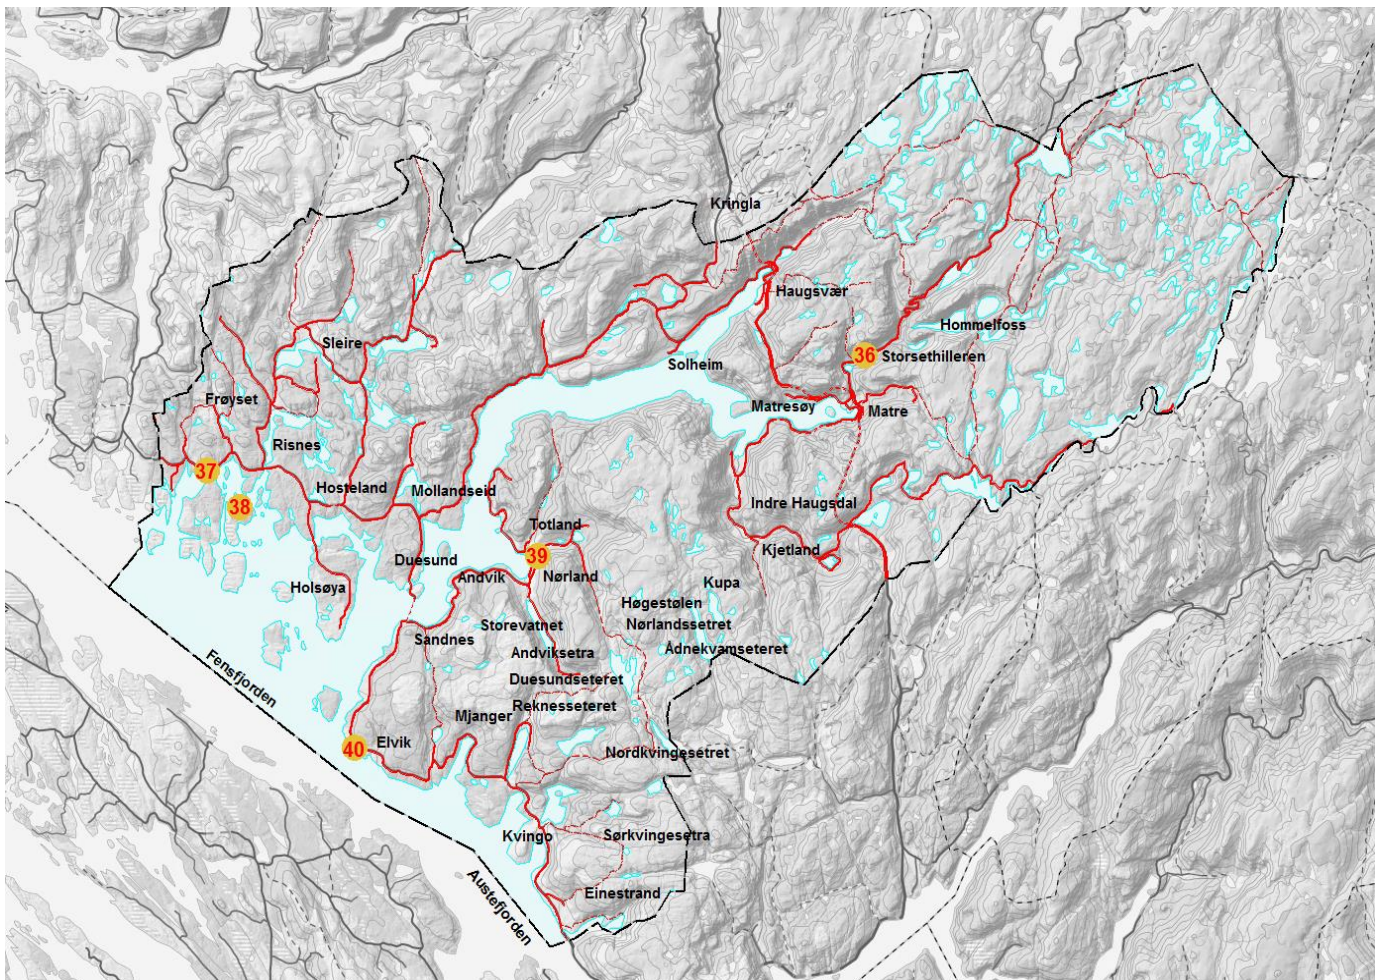 Kringla
Haugsvær
Hommelfoss
Sleire
36
Storsethilleren
Solheim
Frøyset
Matresøy
Matre
Risnes
37
Hosteland
Mollandseid
38
Indre Haugsdal
Totland
Kjetland
39
Duesund
Andvik
Nørland
Holsøya
Kupa
Høgestølen
Storevatnet
Nørlandssetret
Sandnes
Andviksetra
Ådnekvamseteret
Fensfjorden
Duesundseteret
Reknesseteret
Mjanger
40
Elvik
Nordkvingesetret
Kvingo
Sørkvingesetra
Einestrand
Austefjorden